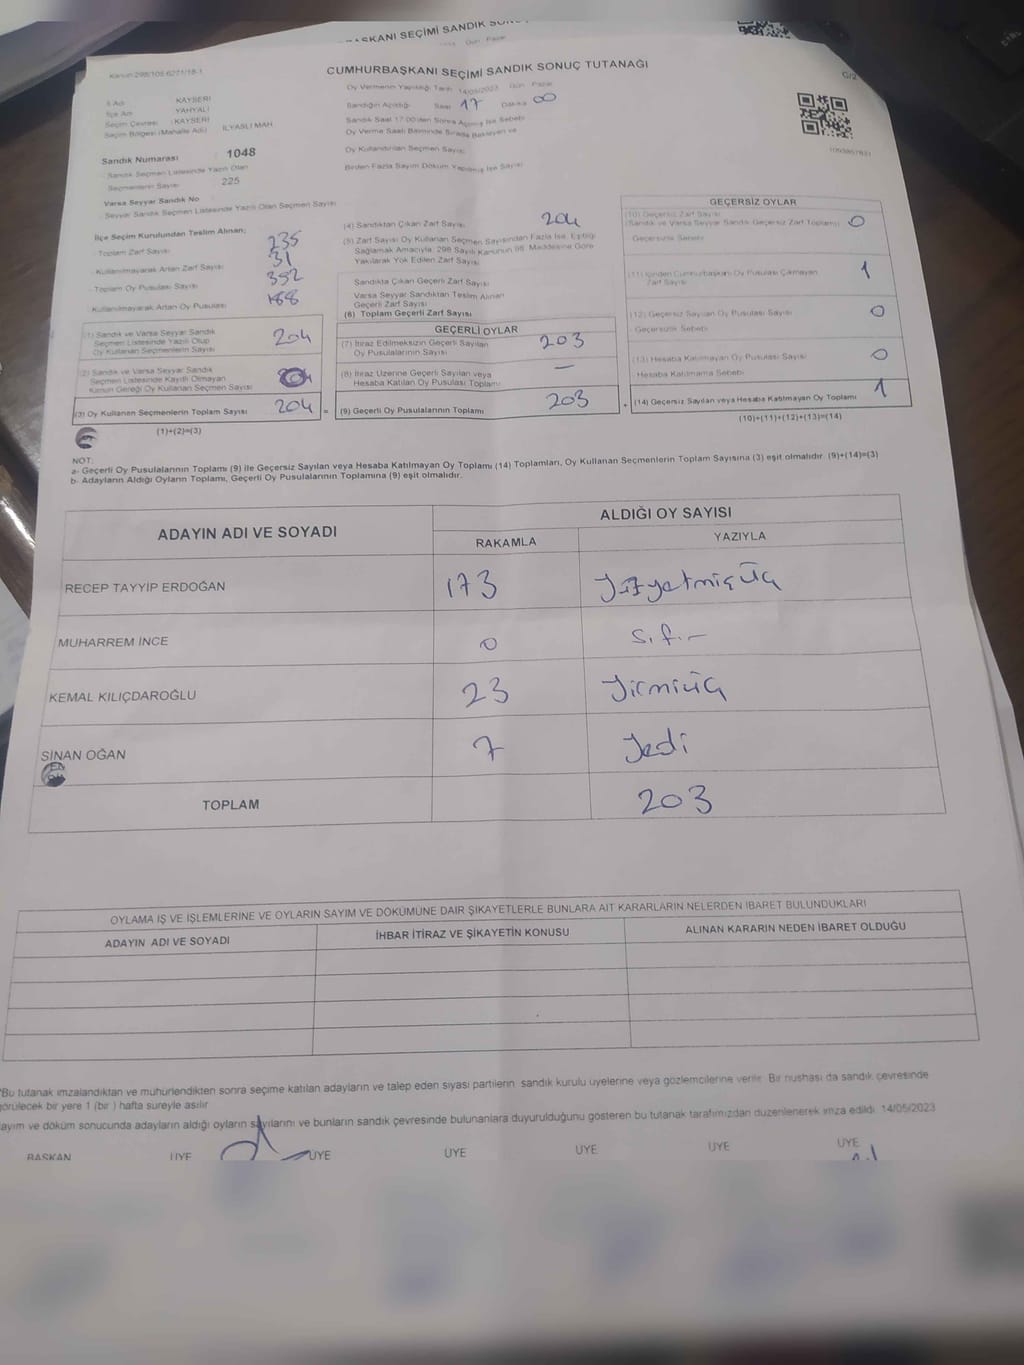 CUMHURBAŞKANI SEÇİMİ SANDIK SONUÇ TUTANAĞI
Kanun 298/105 6271/18-1
G/2
Oy Vermenin Yapıldığı Tarih 14/05/2023 Gün Pazar
İl Adı KAYSERİ
İlçe Adı YAHYALI
Seçim Çevresi : KAYSERİ
Seçim Bölgesi (Mahalle Adı) İLYASLI MAH
Sandığın Açıldığı Saat 17 Dakika 00
Sandık Saat 17:00'den Sonra Açılmış İse Sebebi
Oy Verme Saati Bitiminde Sırada Bekleyen ve
Oy Kullandırılan Seçmen Sayısı
Birden Fazla Sayım Döküm Yapılmış İse Sayısı
Sandık Numarası 1048
Sandık Seçmen Listesinde Yazılı Olan
Seçmenlerin Sayısı 225
Varsa Seyyar Sandık No
Seyyar Sandık Seçmen Listesinde Yazılı Olan Seçmen Sayısı
İlçe Seçim Kurulundan Teslim Alınan;
Toplam Zarf Sayısı 235
- Kullanılmayarak Artan Zarf Sayısı 31
- Toplam Oy Pusulası Sayısı 392
- Kullanılmayarak Artan Oy Pusulası 188
(1) Sandık ve Varsa Seyyar Sandık
Seçmen Listesinde Yazılı Olup
Oy Kullanan Seçmenlerin Sayısı 204
(2) Sandık ve Varsa Seyyar Sandık
Seçmen Listesinde Kayıtlı Olmayan
Kanun Gereği Oy Kullanan Seçmen Sayısı
(3) Oy Kullanan Seçmenlerin Toplam Sayısı 204 =
(1)+(2)=(3)
(4) Sandıktan Çıkan Zarf Sayısı 204
(5) Zarf Sayısı Oy Kullanan Seçmen Sayısından Fazla İse, Eşitliği
Sağlamak Amacıyla, 298 Sayılı Kanunun 98. Maddesine Göre
Yakılarak Yok Edilen Zarf Sayısı
Sandıkta Çıkan Geçerli Zarf Sayısı
Varsa Seyyar Sandıktan Teslim Alınan
Geçerli Zarf Sayısı
(6) Toplam Geçerli Zarf Sayısı
GEÇERLİ OYLAR
(7) İtiraz Edilmeksizin Geçerli Sayılan
Oy Pusulalarının Sayısı 203
(8) İtiraz Üzerine Geçerli Sayılan veya
Hesaba Katılan Oy Pusulası Toplamı —
(9) Geçerli Oy Pusulalarının Toplamı 203 +
GEÇERSİZ OYLAR
(10) Geçersiz Zarf Sayısı
(Sandık ve Varsa Seyyar Sandık Geçersiz Zarf Toplamı) 0
Geçersizlik Sebebi
(11) İçinden Cumhurbaşkanı Oy Pusulası Çıkmayan
Zarf Sayısı 1
(12) Geçersiz Sayılan Oy Pusulası Sayısı 0
- Geçersizlik Sebebi
(13) Hesaba Katılmayan Oy Pusulası Sayısı 0
Hesaba Katılmama Sebebi
(14) Geçersiz Sayılan veya Hesaba Katılmayan Oy Toplamı 1
(10)+(11)+(12)+(13)=(14)
NOT:
a- Geçerli Oy Pusulalarının Toplamı (9) ile Geçersiz Sayılan veya Hesaba Katılmayan Oy Toplamı (14) Toplamları, Oy Kullanan Seçmenlerin Toplam Sayısına (3) eşit olmalıdır. (9)+(14)=(3)
b- Adayların Aldığı Oyların Toplamı, Geçerli Oy Pusulalarının Toplamına (9) eşit olmalıdır.
ADAYIN ADI VE SOYADI
ALDIĞI OY SAYISI
RAKAMLA YAZIYLA
RECEP TAYYİP ERDOĞAN 173 Yüzyetmişüç
MUHARREM İNCE 0 Sıfır
KEMAL KILIÇDAROĞLU 23 Yirmiüç
SİNAN OĞAN 7 Yedi
TOPLAM 203
OYLAMA İŞ VE İŞLEMLERİNE VE OYLARIN SAYIM VE DÖKÜMÜNE DAİR ŞİKAYETLERLE BUNLARA AİT KARARLARIN NELERDEN İBARET BULUNDUKLARI
ADAYIN ADI VE SOYADI İHBAR İTİRAZ VE ŞİKAYETİN KONUSU ALINAN KARARIN NEDEN İBARET OLDUĞU
*Bu tutanak imzalandıktan ve mühürlendikten sonra seçime katılan adayların ve talep eden siyasi partilerin sandık kurulu üyelerine veya gözlemcilerine verilir. Bir nüshası da sandık çevresinde
görülecek bir yere 1 (bir) hafta süreyle asılır
ayım ve döküm sonucunda adayların aldığı oyların sayılarını ve bunların sandık çevresinde bulunanlara duyurulduğunu gösteren bu tutanak tarafımızdan düzenlenerek imza edildi. 14/05/2023
BAŞKAN ÜYE ÜYE ÜYE ÜYE ÜYE ÜYE